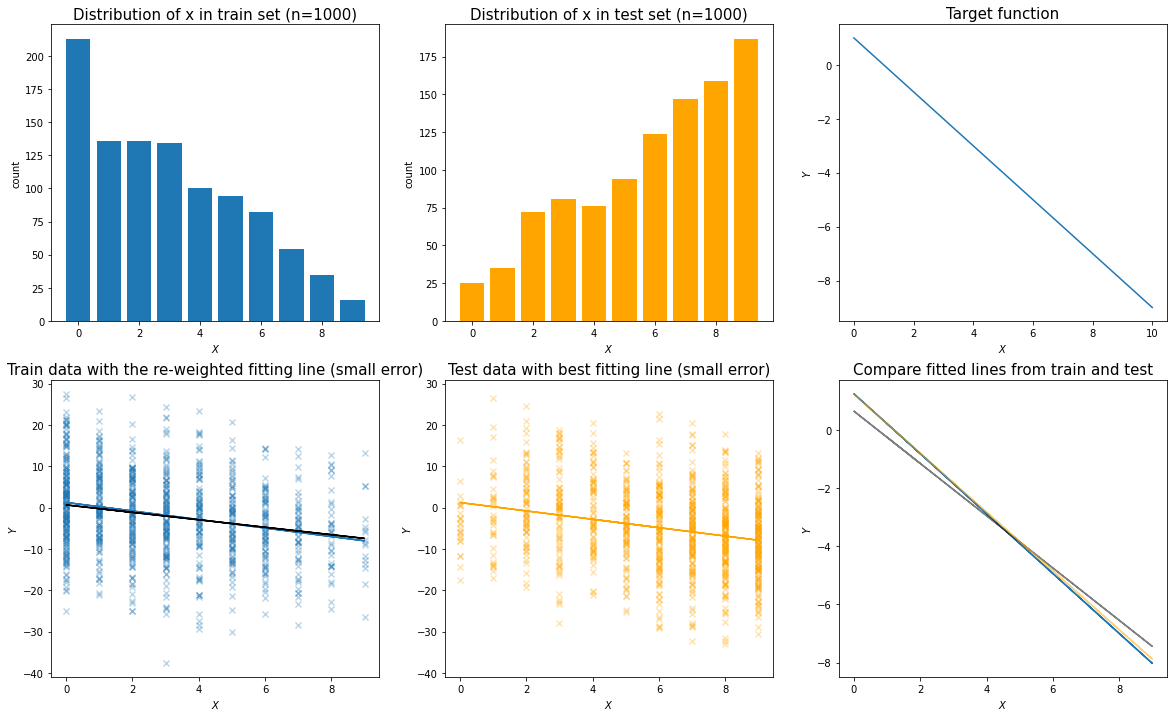 Distribution of x in train set (n=1000)
count
200
175
150
125
100
75
50
25
0
0 2 4 6 8
X
Distribution of x in test set (n=1000)
count
175
150
125
100
75
50
25
0
0 2 4 6 8
X
Target function
Y
0
−2
−4
−6
−8
0 2 4 6 8 10
X
Train data with the re-weighted fitting line (small error)
Y
30
20
10
0
−10
−20
−30
−40
0 2 4 6 8
X
Test data with best fitting line (small error)
Y
30
20
10
0
−10
−20
−30
−40
0 2 4 6 8
X
Compare fitted lines from train and test
Y
0
−2
−4
−6
−8
0 2 4 6 8
X